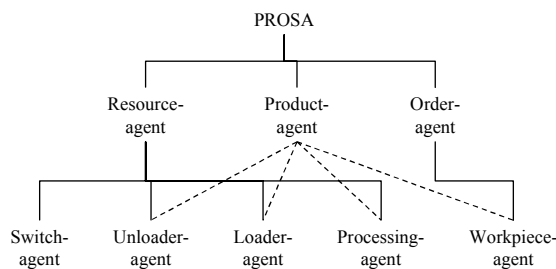 PROSA
Resource-
agent
Product-
agent
Order-
agent
Switch-
agent
Unloader-
agent
Loader-
agent
Processing-
agent
Workpiece-
agent